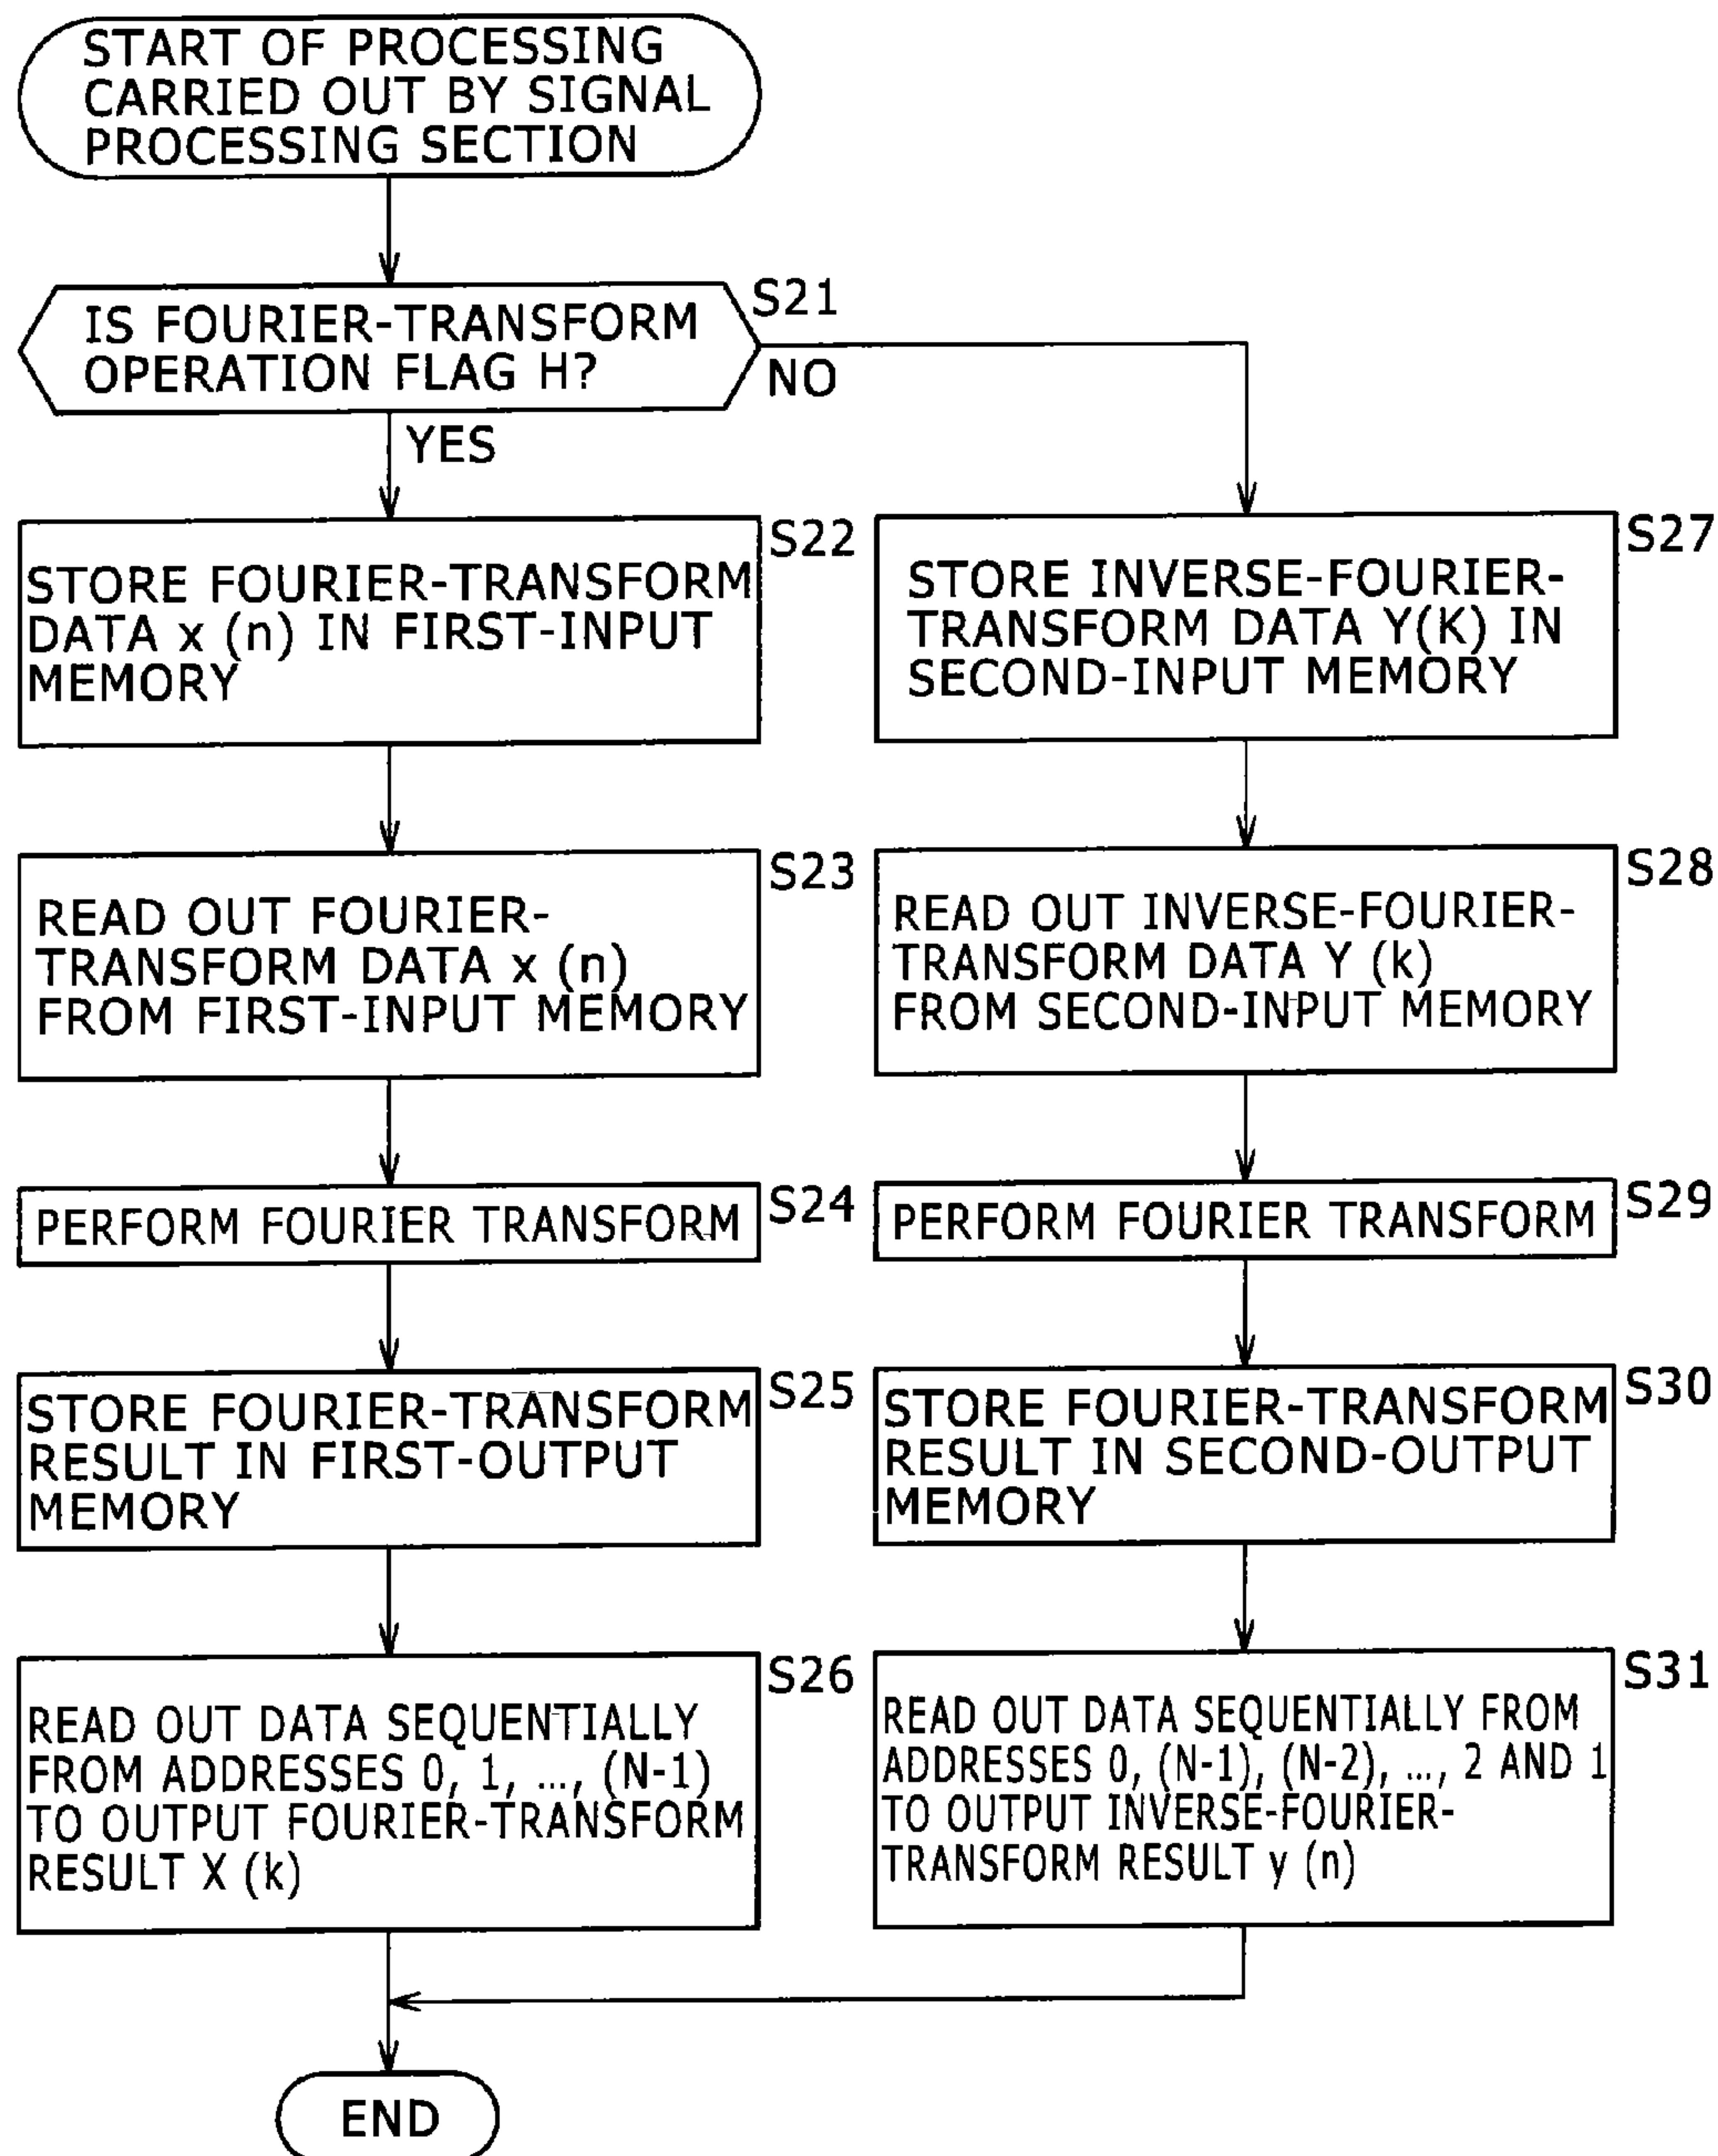 START OF PROCESSING
CARRIED OUT BY SIGNAL
PROCESSING SECTION
S21
IS FOURIER-TRANSFORM
OPERATION FLAG H?
NO
YES
S22
STORE FOURIER-TRANSFORM
DATA x (n) IN FIRST-INPUT
MEMORY
S27
STORE INVERSE-FOURIER-
TRANSFORM DATA Y(K) IN
SECOND-INPUT MEMORY
S23
READ OUT FOURIER-
TRANSFORM DATA x (n)
FROM FIRST-INPUT MEMORY
S28
READ OUT INVERSE-FOURIER-
TRANSFORM DATA Y (k)
FROM SECOND-INPUT MEMORY
S24
PERFORM FOURIER TRANSFORM
S29
PERFORM FOURIER TRANSFORM
S25
STORE FOURIER-TRANSFORM
RESULT IN FIRST-OUTPUT
MEMORY
S30
STORE FOURIER-TRANSFORM
RESULT IN SECOND-OUTPUT
MEMORY
S26
READ OUT DATA SEQUENTIALLY
FROM ADDRESSES 0, 1, ..., (N-1)
TO OUTPUT FOURIER-TRANSFORM
RESULT X (k)
S31
READ OUT DATA SEQUENTIALLY FROM
ADDRESSES 0, (N-1), (N-2), ..., 2 AND 1
TO OUTPUT INVERSE-FOURIER-
TRANSFORM RESULT y (n)
END